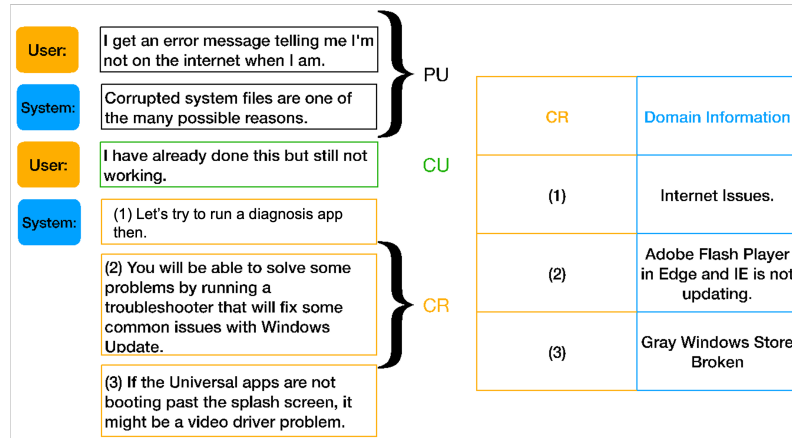 User:
I get an error message telling me I'm
not on the internet when I am.
PU
System:
Corrupted system files are one of
the many possible reasons.
User:
I have already done this but still not
working.
CU
System:
(1) Let's try to run a diagnosis app
then.
(2) You will be able to solve some
problems by running a
troubleshooter that will fix some
common issues with Windows
Update.
CR
(3) If the Universal apps are not
booting past the splash screen, it
might be a video driver problem.
CR
Domain Information
(1)
Internet Issues.
(2)
Adobe Flash Player
in Edge and IE is not
updating.
(3)
Gray Windows Store
Broken